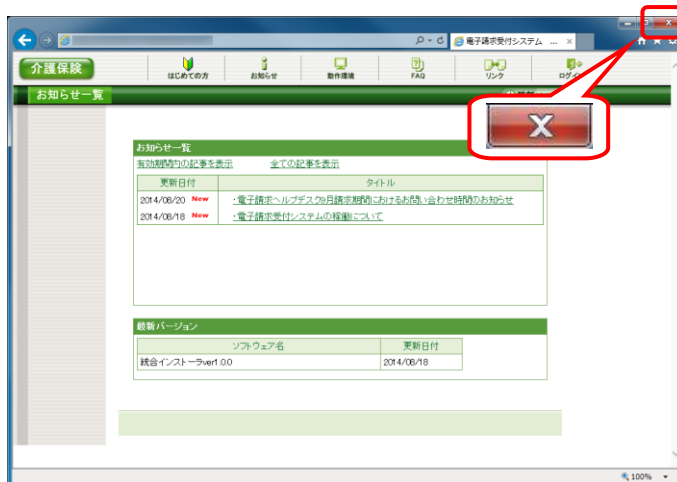 電子請求受付システム ...
介護保険
はじめての方
お知らせ
動作環境
FAQ
リンク
お知らせ一覧
X
お知らせ一覧
有効期間内の記事を表示 全ての記事を表示
更新日付 タイトル
2014/08/20 New ・電子請求ヘルプデスク9月請求期間におけるお問い合わせ時間のお知らせ
2014/08/18 New ・電子請求受付システムの稼働について
最新バージョン
ソフトウェア名 更新日付
統合インストーラver1.0.0 2014/08/18
100%